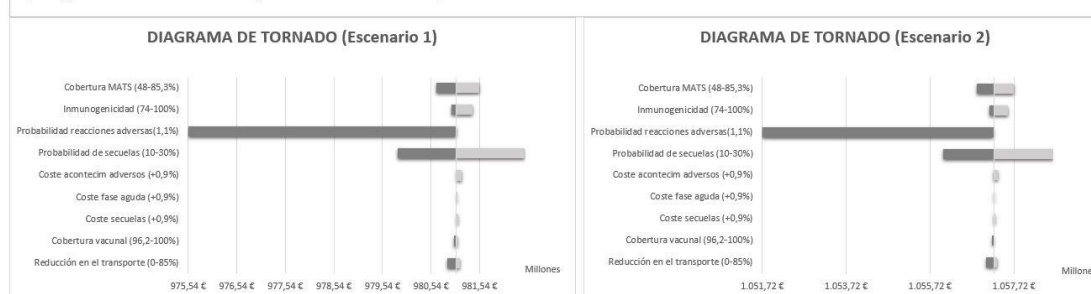 DIAGRAMA DE TORNADO (Escenario 1)
Cobertura MATS (48-85,3%)
Inmunogenicidad (74-100%)
Probabilidad reacciones adversas(1,1%)
Probabilidad de secuelas (10-30%)
Coste acontecim adversos (+0,9%)
Coste fase aguda (+0,9%)
Coste secuelas (+0,9%)
Cobertura vacunal (96,2-100%)
Reducción en el transporte (0-85%)
Millones
975,54 € 976,54 € 977,54 € 978,54 € 979,54 € 980,54 € 981,54 €
DIAGRAMA DE TORNADO (Escenario 2)
Cobertura MATS (48-85,3%)
Inmunogenicidad (74-100%)
Probabilidad reacciones adversas(1,1%)
Probabilidad de secuelas (10-30%)
Coste acontecim adversos (+0,9%)
Coste fase aguda (+0,9%)
Coste secuelas (+0,9%)
Cobertura vacunal (96,2-100%)
Reducción en el transporte (0-85%)
Millone
1.051,72 € 1.053,72 € 1.055,72 € 1.057,72 €